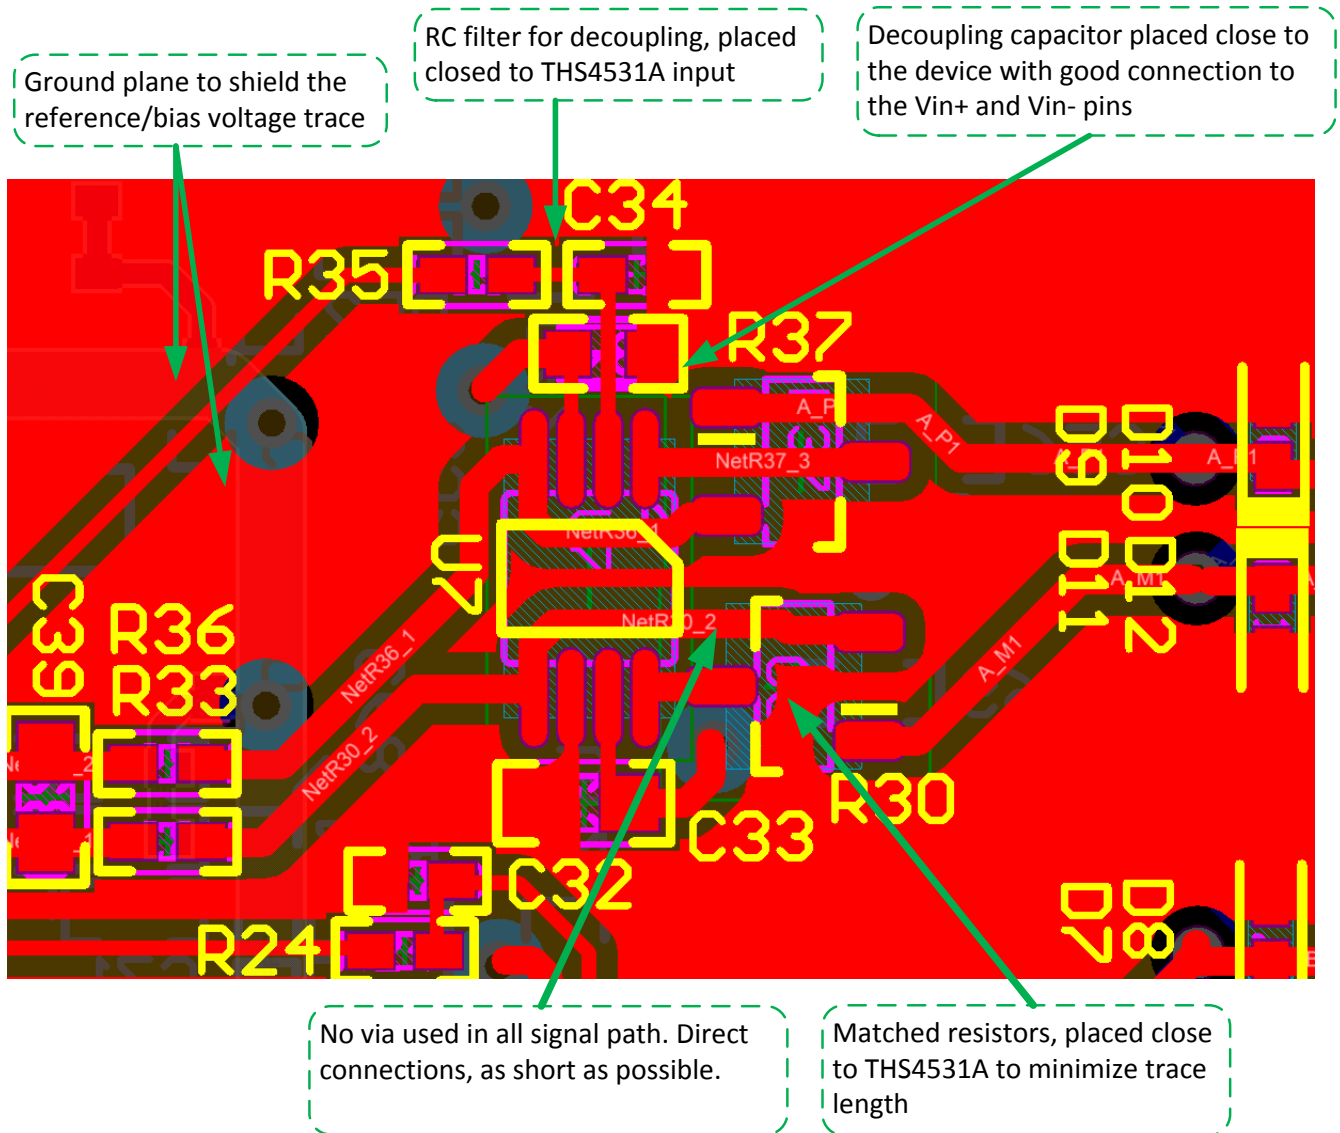 RC filter for decoupling, placed
closed to THS4531A input
Decoupling capacitor placed close to
the device with good connection to
the Vin+ and Vin- pins
Ground plane to shield the
reference/bias voltage trace
C34
R35
R37
A_P
A_P1
NetR37_3
A_P1
D9
D10
NetR36_1
U7
D11
D12
A_M1
NetR30_2
C39
R36
R33
NetR36_1
A_M1
NetR30_2
R30
C33
C32
R24
D7
D8
No via used in all signal path. Direct
connections, as short as possible.
Matched resistors, placed close
to THS4531A to minimize trace
length